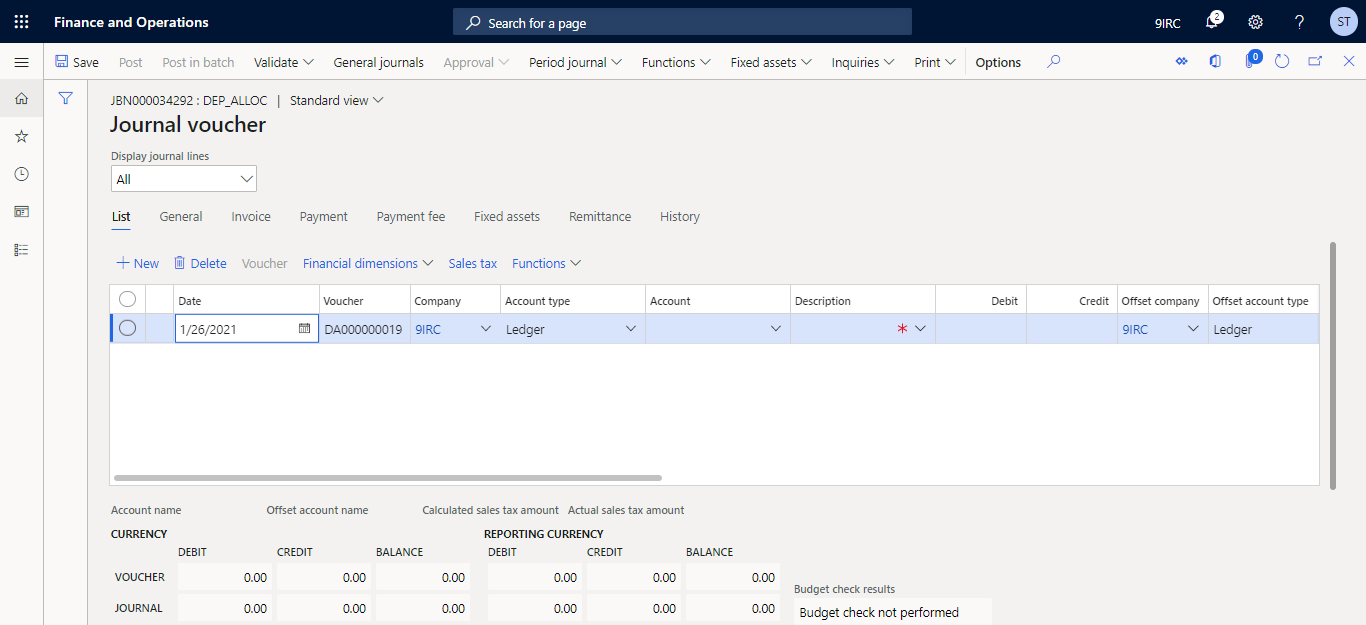 Finance and Operations
Search for a page
9IRC
2
?
ST
Save Post Post in batch Validate General journals Approval Period journal Functions Fixed assets Inquiries Print Options
0
JBN000034292 : DEP_ALLOC | Standard view
Journal voucher
Display journal lines
All
List General Invoice Payment Payment fee Fixed assets Remittance History
New Delete Voucher Financial dimensions Sales tax Functions
Date Voucher Company Account type Account Description Debit Credit Offset company Offset account type
1/26/2021 DA000000019 9IRC Ledger * 9IRC Ledger
Account name Offset account name Calculated sales tax amount Actual sales tax amount
CURRENCY REPORTING CURRENCY
DEBIT CREDIT BALANCE DEBIT CREDIT BALANCE
VOUCHER 0.00 0.00 0.00 0.00 0.00 0.00
Budget check results
JOURNAL 0.00 0.00 0.00 0.00 0.00 0.00
Budget check not performed